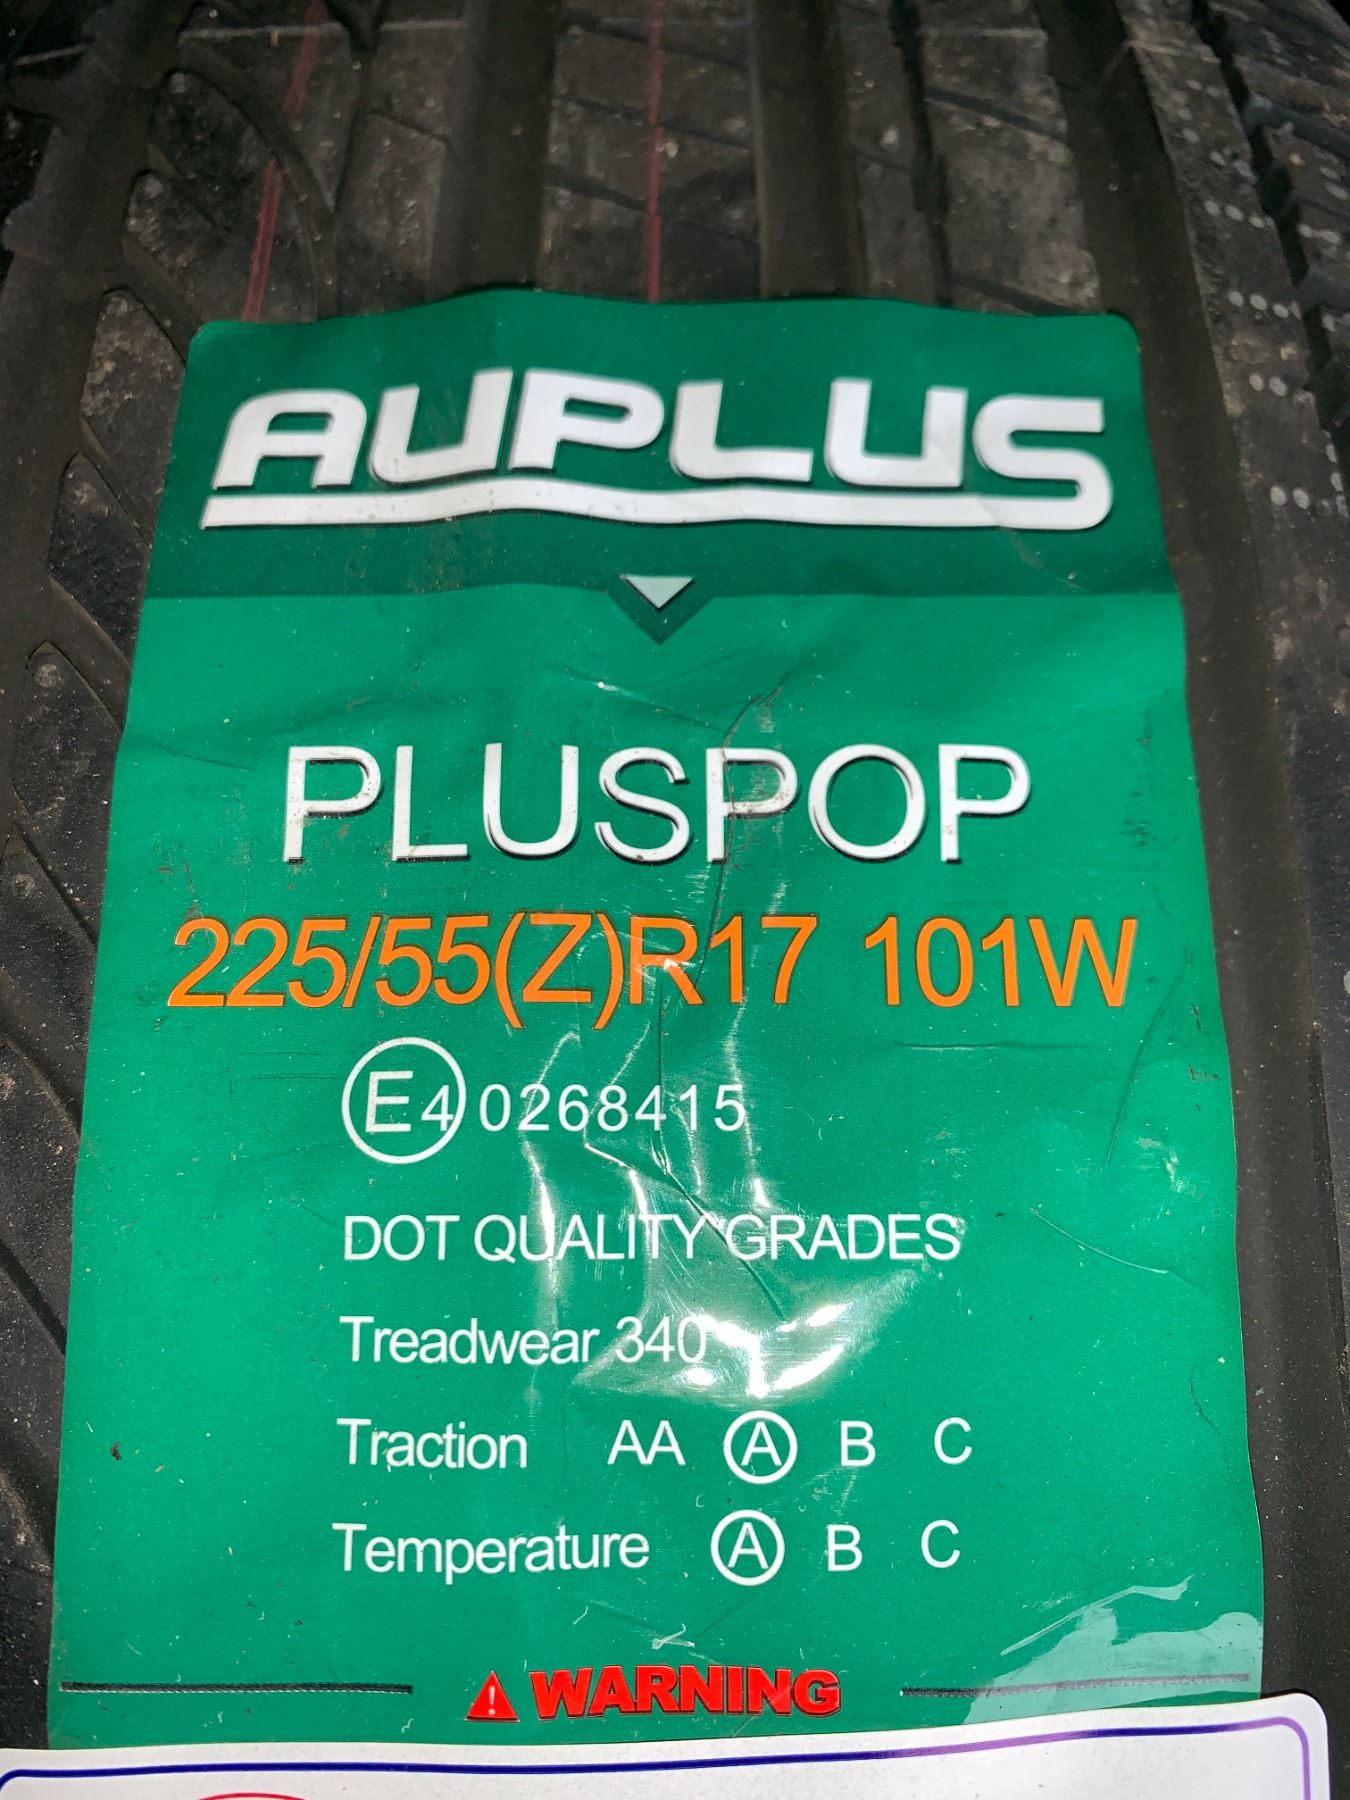 AUPLUS
PLUSPOP
225/55(Z)R17 101W
E4 0268415
DOT QUALITY GRADES
Treadwear 340
Traction AA A B C
Temperature A B C
WARNING